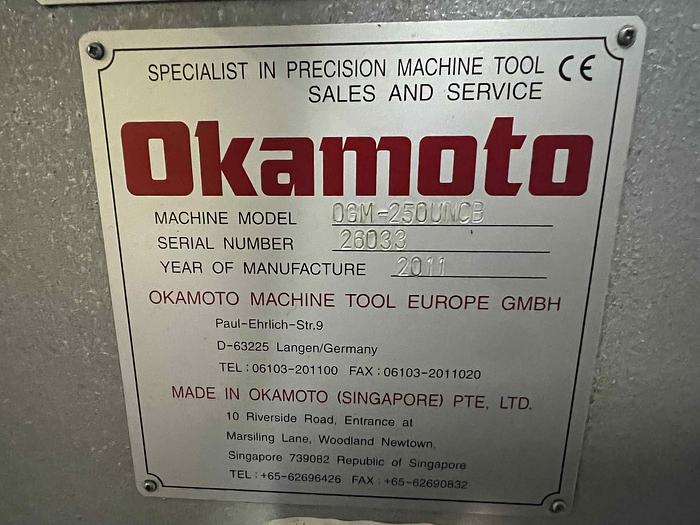 SPECIALIST IN PRECISION MACHINE TOOL CE
SALES AND SERVICE
Okamoto
MACHINE MODEL OGM-250UNCB
SERIAL NUMBER 26033
YEAR OF MANUFACTURE 2011
OKAMOTO MACHINE TOOL EUROPE GMBH
Paul-Ehrlich-Str.9
D-63225 Langen/Germany
TEL : 06103-201100 FAX : 06103-2011020
MADE IN OKAMOTO (SINGAPORE) PTE, LTD.
10 Riverside Road, Entrance at
Marsiling Lane, Woodland Newtown,
Singapore 739082 Republic of Singapore
TEL : +65-62696426 FAX : +65-62690832